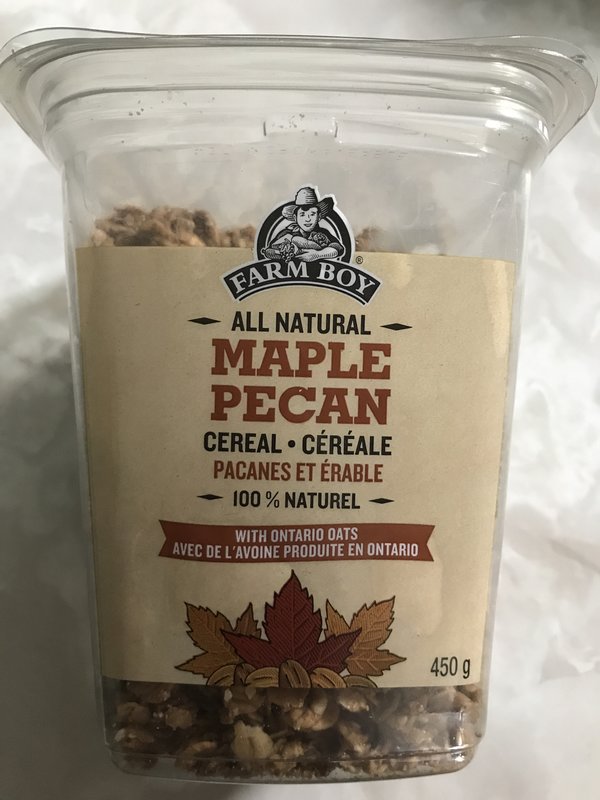 FARM BOY
®
ALL NATURAL
MAPLE
PECAN
CEREAL • CÉRÉALE
PACANES ET ÉRABLE
100 % NATUREL
WITH ONTARIO OATS
AVEC DE L'AVOINE PRODUITE EN ONTARIO
450 g